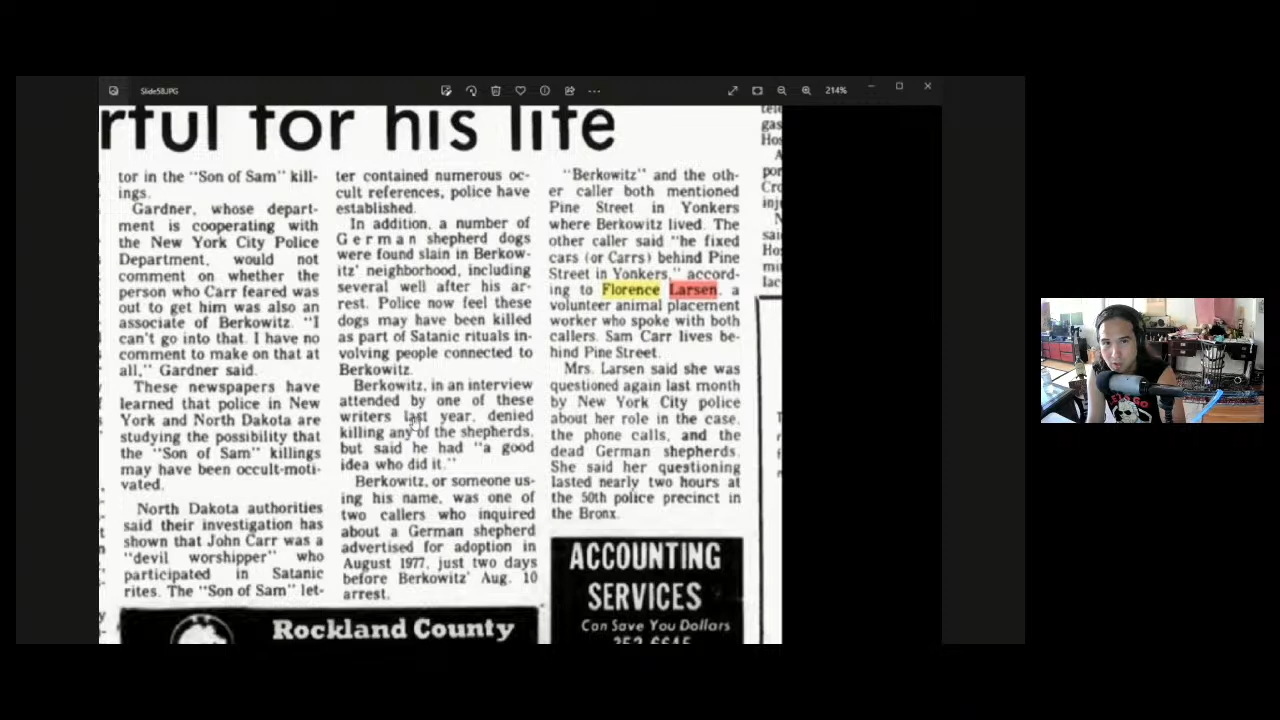 Slide58.JPG
214%
rful for his life
tor in the "Son of Sam" kill-
ings.
Gardner, whose depart-
ment is cooperating with
the New York City Police
Department, would not
comment on whether the
person who Carr feared was
out to get him was also an
associate of Berkowitz. "I
can't go into that. I have no
comment to make on that at
all," Gardner said.
These newspapers have
learned that police in New
York and North Dakota are
studying the possibility that
the "Son of Sam" killings
may have been occult-moti-
vated.
North Dakota authorities
said their investigation has
shown that John Carr was a
"devil worshipper" who
participated in Satanic
rites. The "Son of Sam" let-
ter contained numerous oc-
cult references, police have
established.
In addition, a number of
German shepherd dogs
were found slain in Berkow-
itz' neighborhood, including
several well after his ar-
rest. Police now feel these
dogs may have been killed
as part of Satanic rituals in-
volving people connected to
Berkowitz.
Berkowitz, in an interview
attended by one of these
writers last year, denied
killing any of the shepherds,
but said he had "a good
idea who did it."
Berkowitz, or someone us-
ing his name, was one of
two callers who inquired
about a German shepherd
advertised for adoption in
August 1977, just two days
before Berkowitz' Aug. 10
arrest.
"Berkowitz" and the oth-
er caller both mentioned
Pine Street in Yonkers
where Berkowitz lived. The
other caller said "he fixed
cars (or Carrs) behind Pine
Street in Yonkers," accord-
ing to Florence Larsen, a
volunteer animal placement
worker who spoke with both
callers. Sam Carr lives be-
hind Pine Street.
Mrs. Larsen said she was
questioned again last month
by New York City police
about her role in the case,
the phone calls, and the
dead German shepherds.
She said her questioning
lasted nearly two hours at
the 50th police precinct in
the Bronx.
Rockland County
ACCOUNTING
SERVICES
Can Save You Dollars